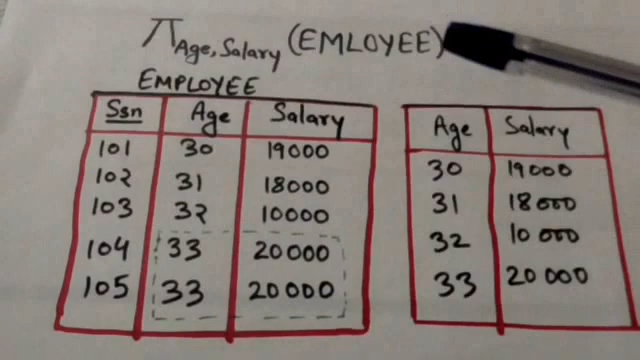 π Age, Salary (EMLOYEE)
EMPLOYEE
Ssn Age Salary
101 30 19000
102 31 18000
103 32 10000
104 33 20000
105 33 20000
Age Salary
30 19000
31 18000
32 10000
33 20000